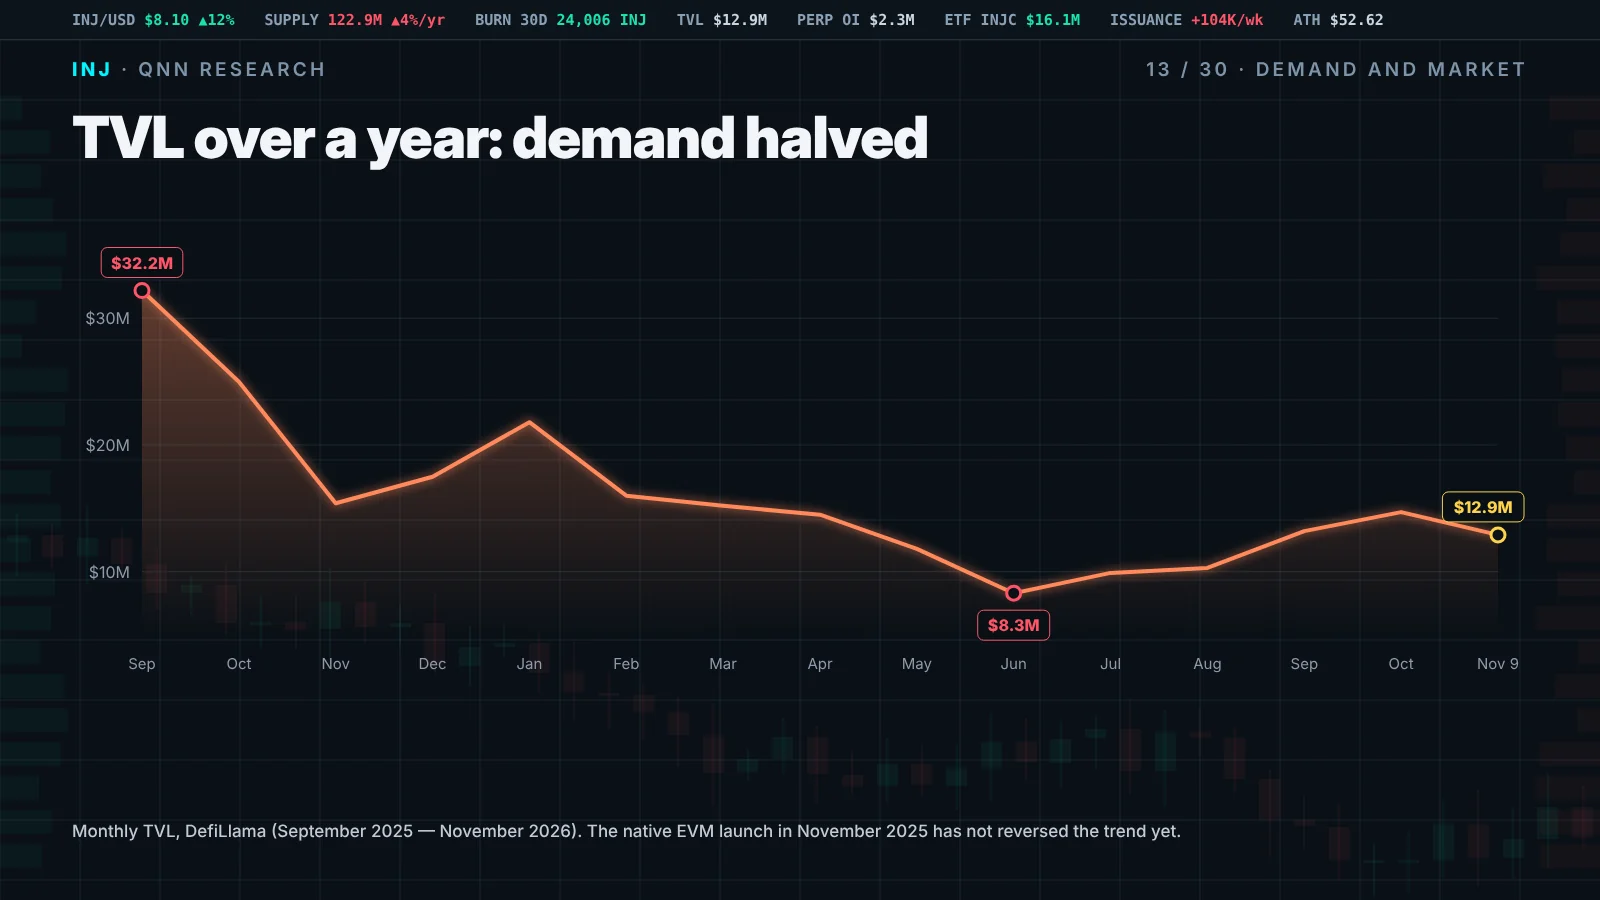 INJ/USD $8.10 ▲12% SUPPLY 122.9M ▲4%/yr BURN 30D 24,006 INJ TVL $12.9M PERP OI $2.3M ETF INJC $16.1M ISSUANCE +104K/wk ATH $52.62
INJ · QNN RESEARCH
13 / 30 · DEMAND AND MARKET
TVL over a year: demand halved
$32.2M
$30M
$20M
$12.9M
$10M
$8.3M
Sep Oct Nov Dec Jan Feb Mar Apr May Jun Jul Aug Sep Oct Nov 9
Monthly TVL, DefiLlama (September 2025 — November 2026). The native EVM launch in November 2025 has not reversed the trend yet.